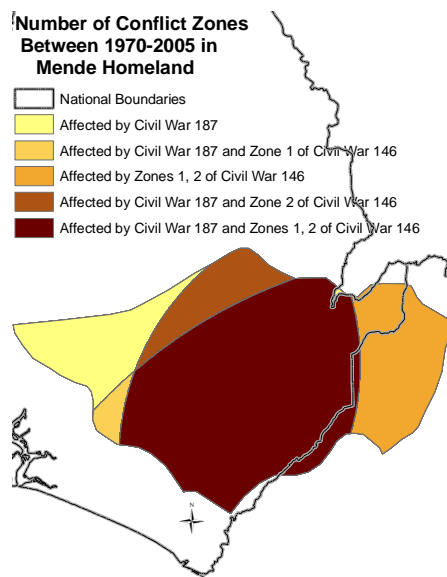 Number of Conflict Zones
Between 1970-2005 in
Mende Homeland
National Boundaries
Affected by Civil War 187
Affected by Civil War 187 and Zone 1 of Civil War 146
Affected by Zones 1, 2 of Civil War 146
Affected by Civil War 187 and Zone 2 of Civil War 146
Affected by Civil War 187 and Zones 1, 2 of Civil War 146
N